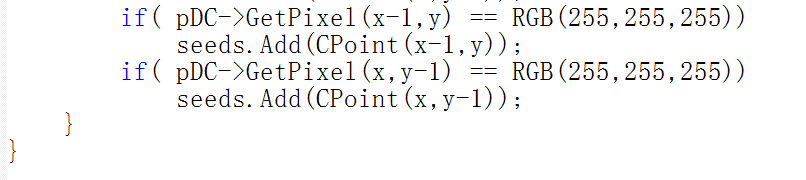 if( pDC->GetPixel(x-1,y) == RGB(255,255,255))
seeds.Add(CPoint(x-1,y));
if( pDC->GetPixel(x,y-1) == RGB(255,255,255))
seeds.Add(CPoint(x,y-1));
}
}